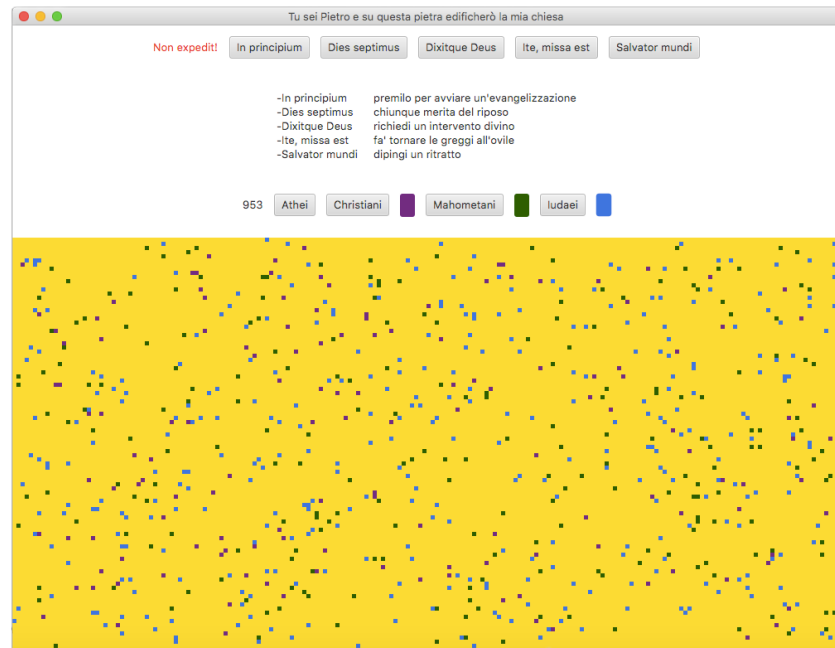 Tu sei Pietro e su questa pietra edificherò la mia chiesa
Non expedit! In principium Dies septimus Dixitque Deus Ite, missa est Salvator mundi
-In principium premilo per avviare un'evangelizzazione
-Dies septimus chiunque merita del riposo
-Dixitque Deus richiedi un intervento divino
-Ite, missa est fa' tornare le greggi all'ovile
-Salvator mundi dipingi un ritratto
953 Athei Christiani Mahometani Iudaei